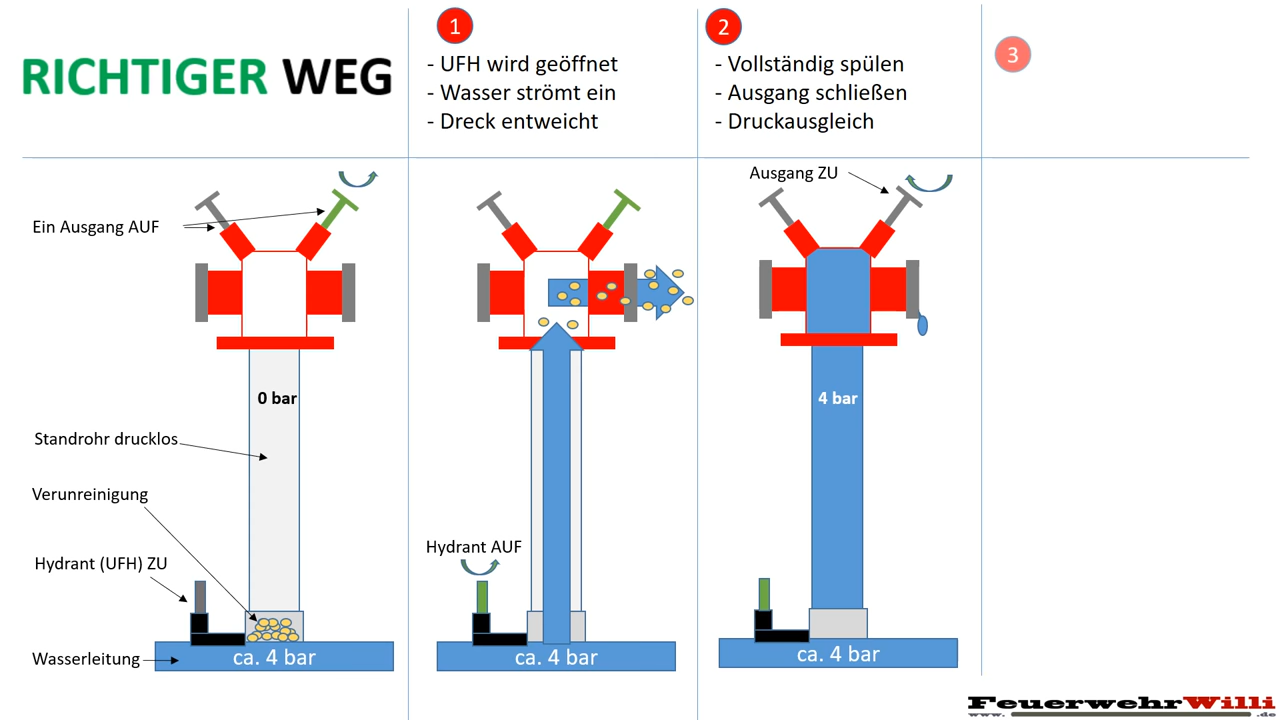 RICHTIGER WEG
1
- UFH wird geöffnet
- Wasser strömt ein
- Dreck entweicht
2
- Vollständig spülen
- Ausgang schließen
- Druckausgleich
3
Ein Ausgang AUF
0 bar
Standrohr drucklos
Verunreinigung
Hydrant (UFH) ZU
Wasserleitung
ca. 4 bar
Hydrant AUF
ca. 4 bar
Ausgang ZU
4 bar
ca. 4 bar
FeuerwehrWilli
www. .de